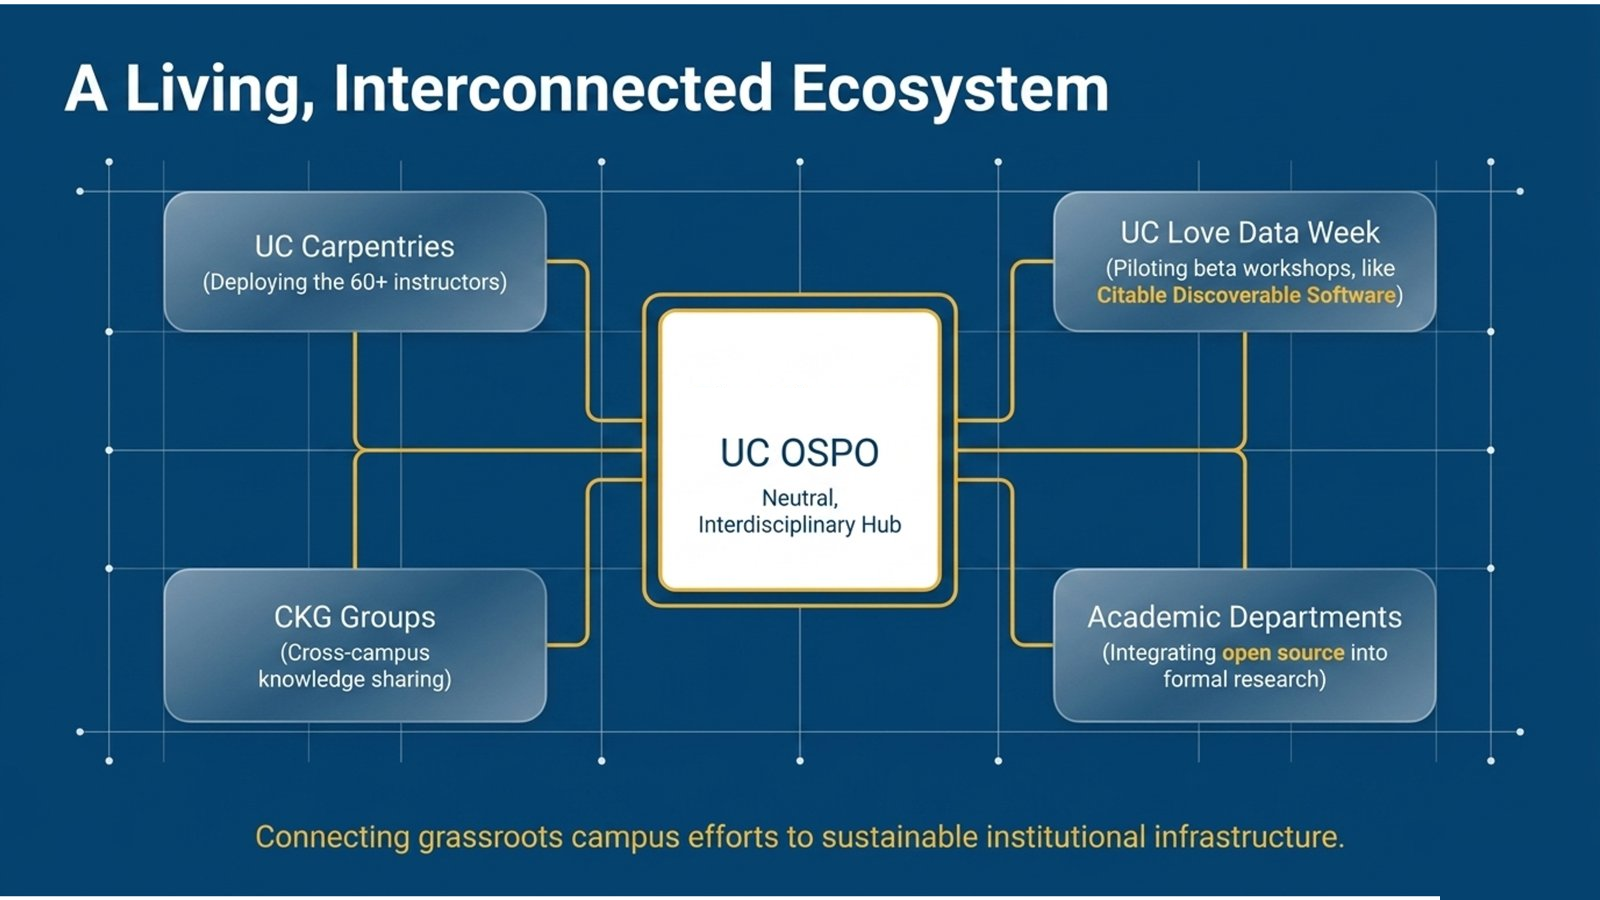 A Living, Interconnected Ecosystem
UC Carpentries
(Deploying the 60+ instructors)
UC Love Data Week
(Piloting beta workshops, like
Citable Discoverable Software)
UC OSPO
Neutral,
Interdisciplinary Hub
CKG Groups
(Cross-campus
knowledge sharing)
Academic Departments
(Integrating open source into
formal research)
Connecting grassroots campus efforts to sustainable institutional infrastructure.